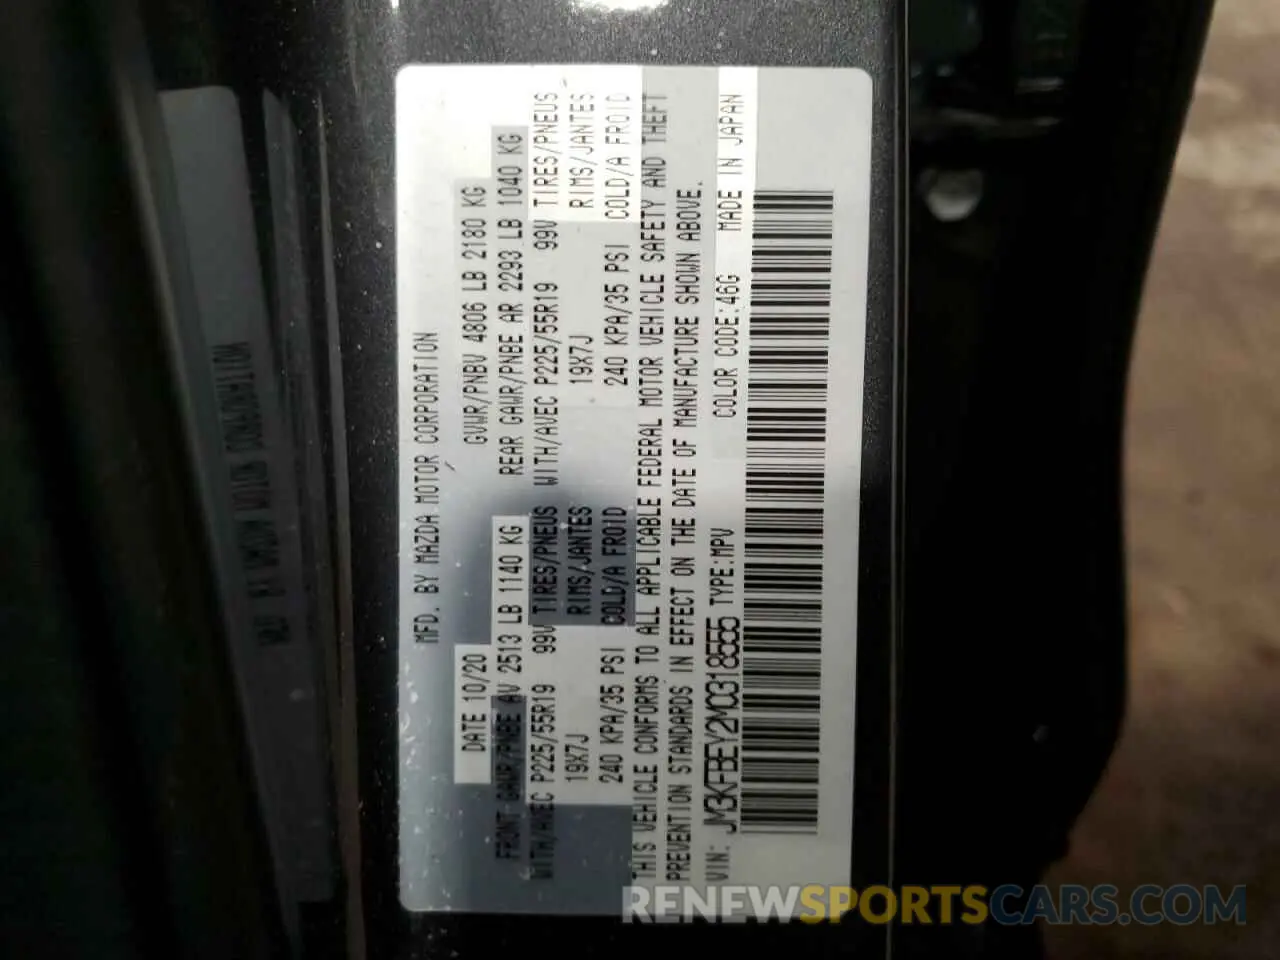 MFD. BY MAZDA MOTOR CORPORATION
DATE 10/20 GVWR/PNBV 4806 LB 2180 KG
FRONT GAWR/PNBE AV 2513 LB 1140 KG REAR GAWR/PNBE AR 2293 LB 1040 KG
WITH/AVEC P225/55R19 99V TIRES/PNEUS WITH/AVEC P225/55R19 99V TIRES/PNEUS
19X7J RIMS/JANTES 19X7J RIMS/JANTES
240 KPA/35 PSI COLD/A FROID 240 KPA/35 PSI COLD/A FROID
THIS VEHICLE CONFORMS TO ALL APPLICABLE FEDERAL MOTOR VEHICLE SAFETY AND THEFT
PREVENTION STANDARDS IN EFFECT ON THE DATE OF MANUFACTURE SHOWN ABOVE.
VIN: JM3KFBEY2M0318555 TYPE:MPV COLOR CODE:46G MADE IN JAPAN
RENEWSPORTSCARS.COM